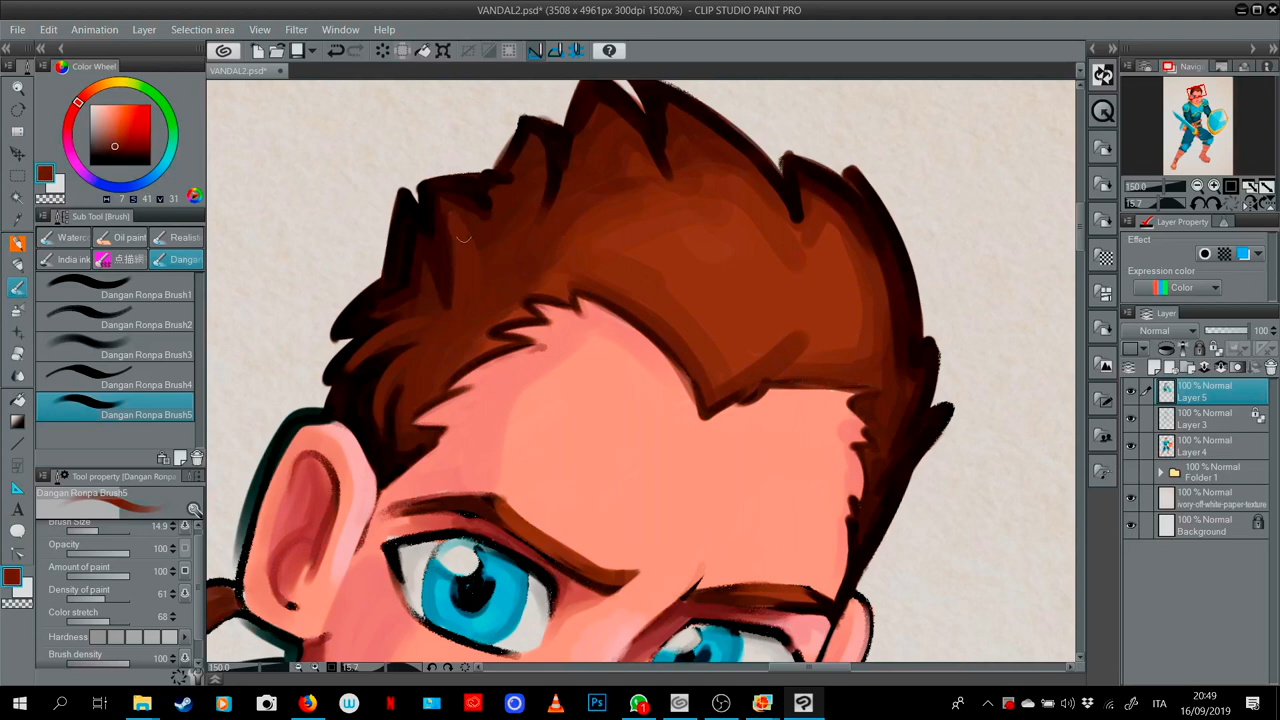 VANDAL2.psd* (3508 x 4961px 300dpi 150.0%) - CLIP STUDIO PAINT PRO
File Edit Animation Layer Selection area View Filter Window Help
Color Wheel
VANDAL2.psd*
H 7 S 41 V 31
Sub Tool [Brush]
Waterc Oil paint Realist
India ink 点描網 Dangan
Dangan Ronpa Brush1
Dangan Ronpa Brush2
Dangan Ronpa Brush3
Dangan Ronpa Brush4
Dangan Ronpa Brush5
Tool property [Dangan Ronpa
Dangan Ronpa Brush5
Brush Size 14.9
Opacity 100
Amount of paint 100
Density of paint 61
Color stretch 68
Hardness
Brush density 100
150.0 15.7
Navig
150.0
15.7
Layer Property
Effect
Expression color
Color
Layer
Normal 100
100 % Normal
Layer 5
100 % Normal
Layer 3
100 % Normal
Layer 4
100 % Normal
Folder 1
100 % Normal
ivory-off-white-paper-texture
100 % Normal
Background
Ps
1
ITA
20:49
16/09/2019